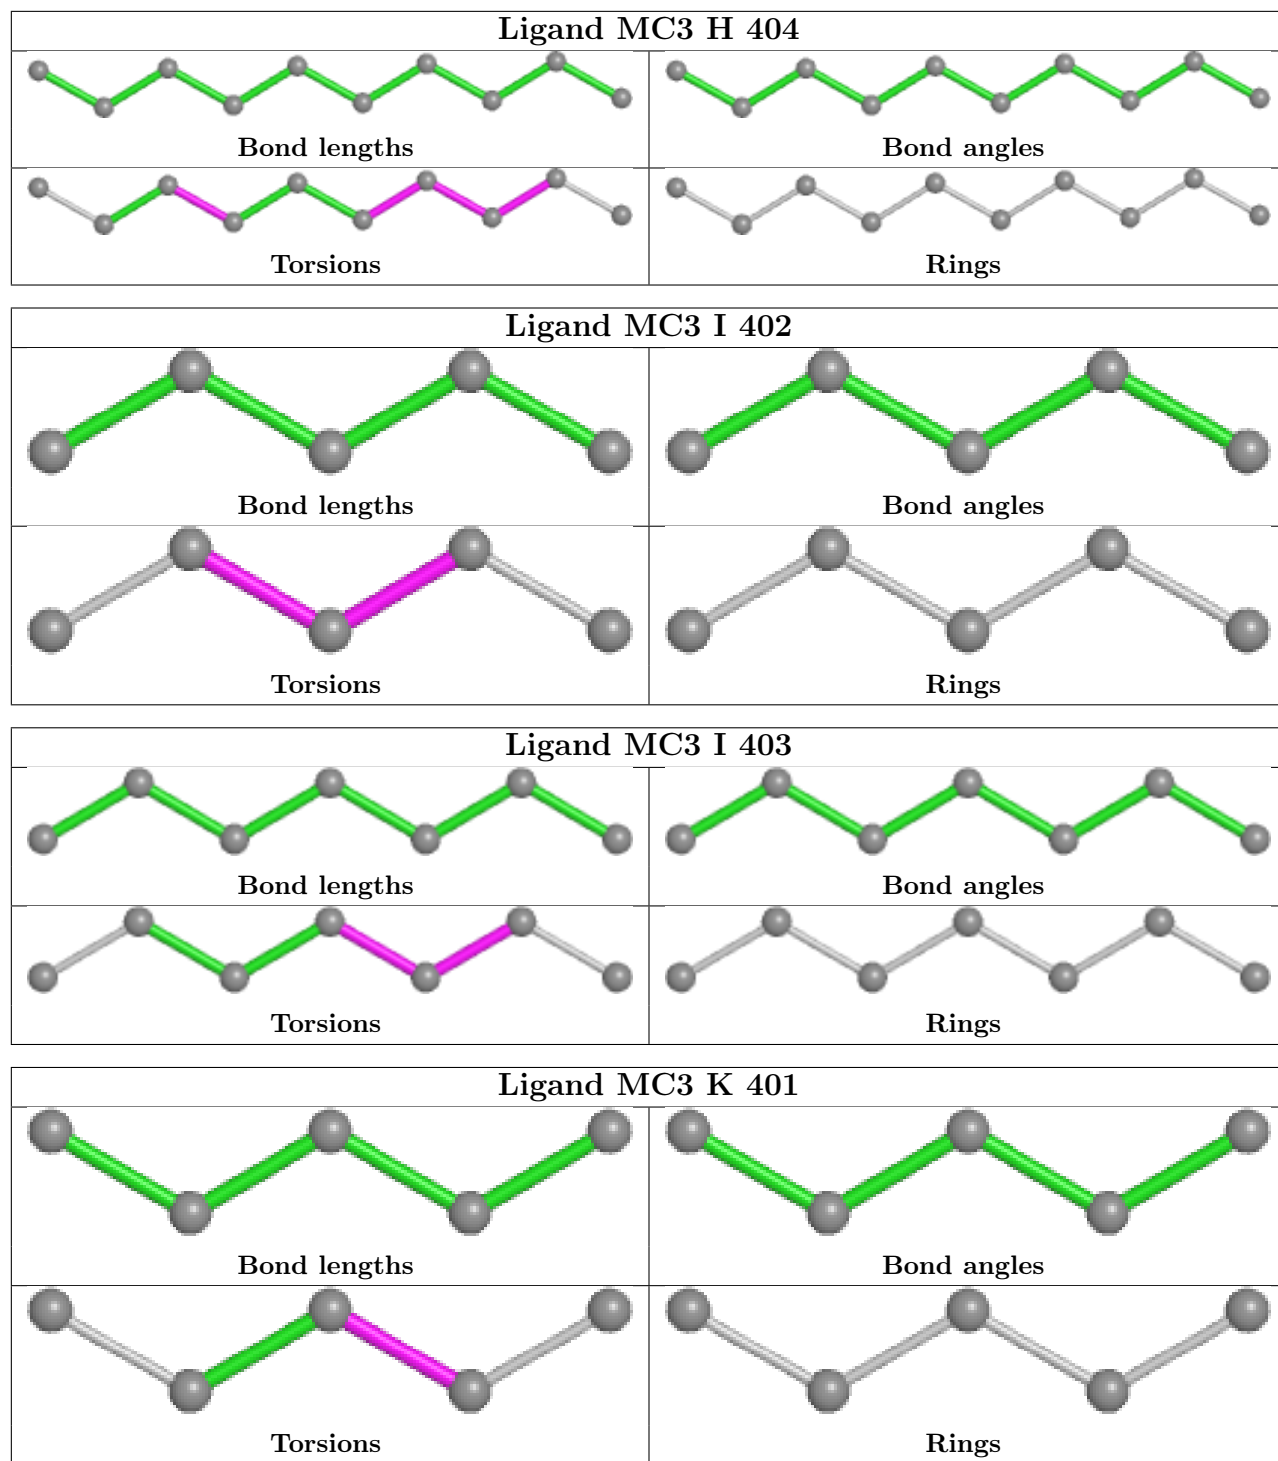 Ligand MC3 H 404
Bond lengths Bond angles
Torsions Rings
Ligand MC3 I 402
Bond lengths Bond angles
Torsions Rings
Ligand MC3 I 403
Bond lengths Bond angles
Torsions Rings
Ligand MC3 K 401
Bond lengths Bond angles
Torsions Rings